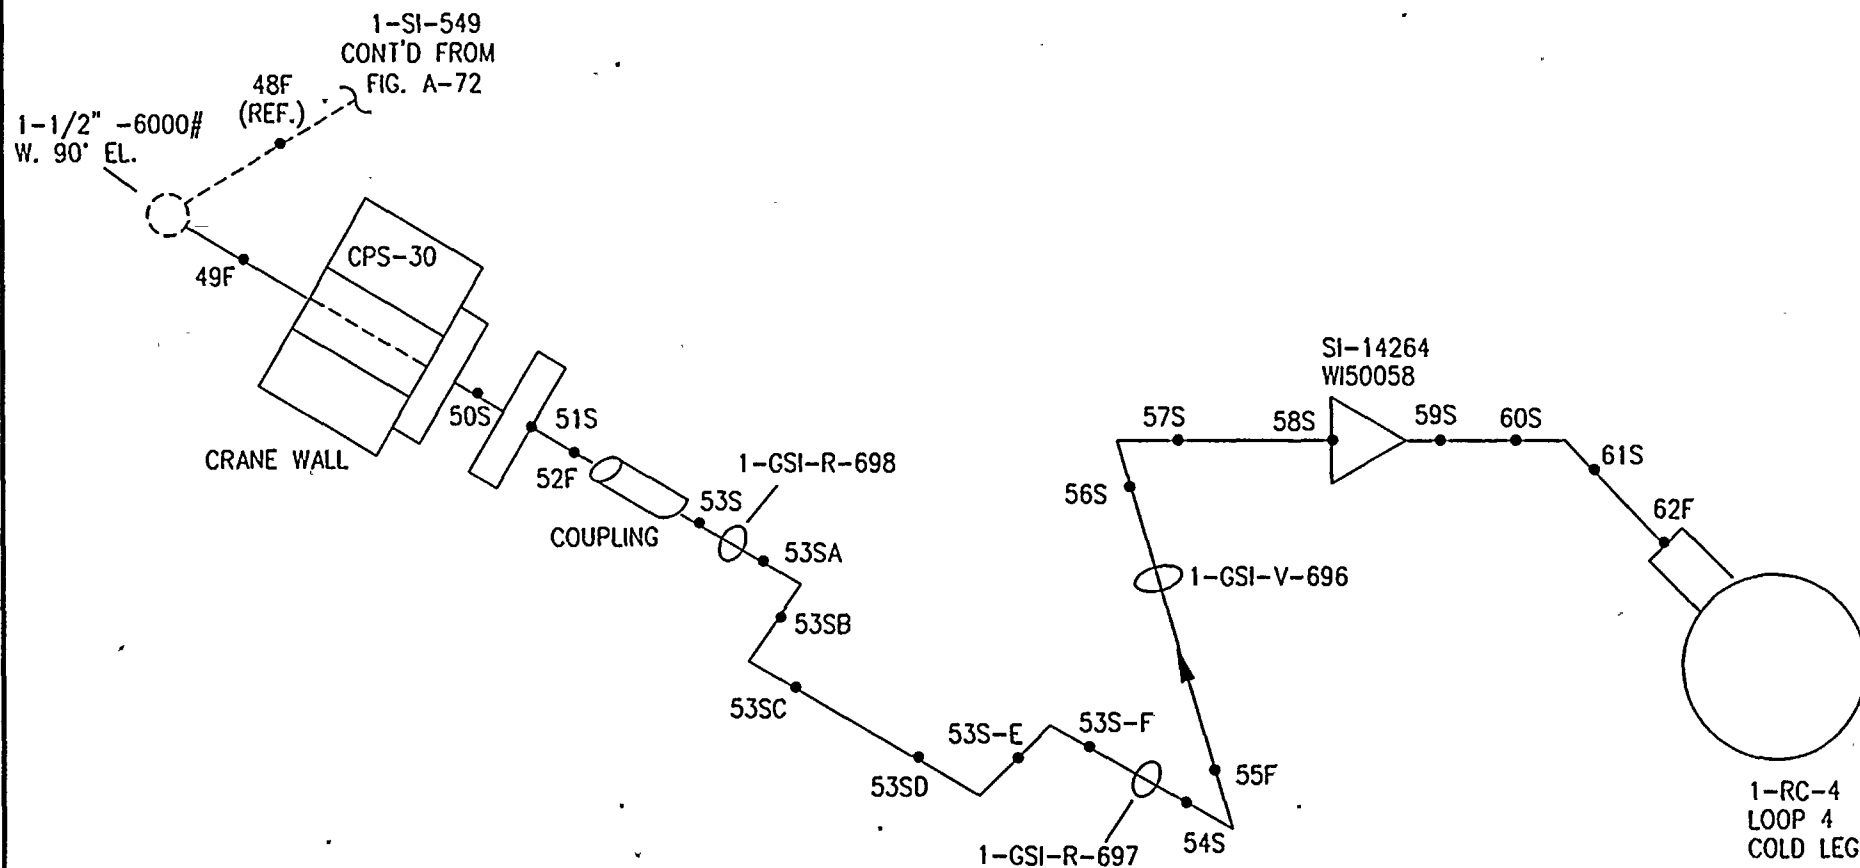 1-SI-549
CONT'D FROM
FIG. A-72
48F
(REF.)
1-1/2" -6000#
W. 90° EL.
49F
CPS-30
CRANE WALL
50S
51S
52F
COUPLING
53S
1-GSI-R-698
53SA
53SB
53SC
53SD
53S-E
53S-F
1-GSI-R-697
54S
55F
1-GSI-V-696
56S
57S
58S
SI-14264
WI50058
59S
60S
61S
62F
1-RC-4
LOOP 4
COLD LEG